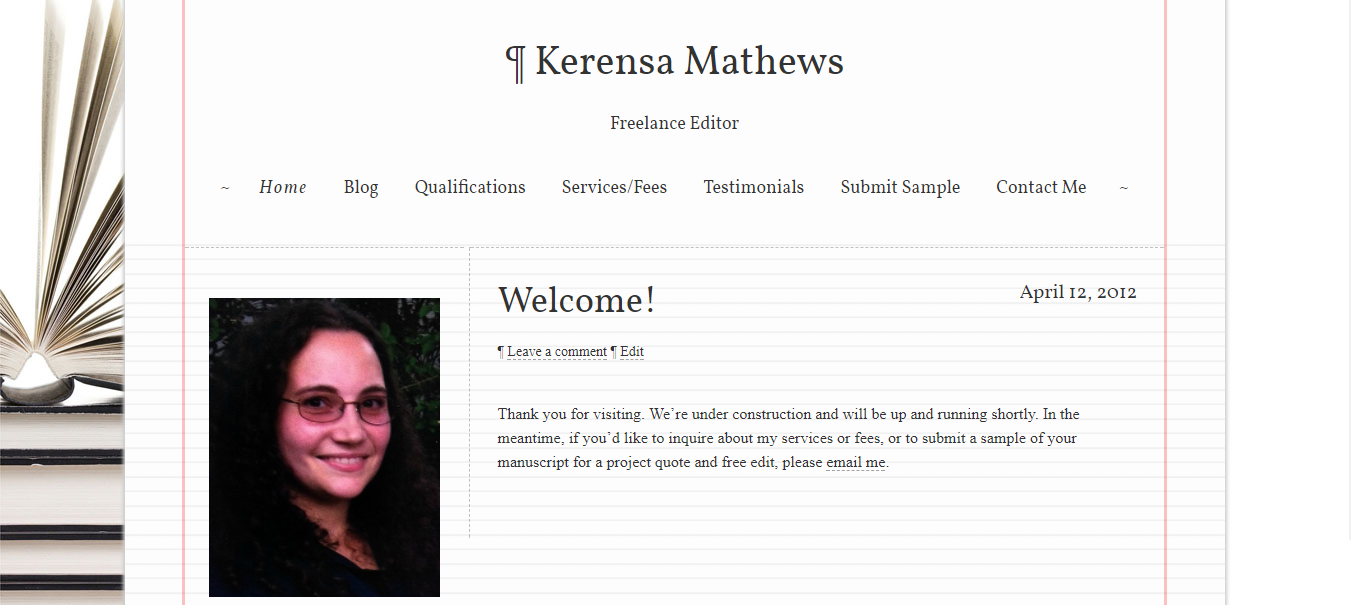 ¶ Kerensa Mathews
Freelance Editor
~ Home Blog Qualifications Services/Fees Testimonials Submit Sample Contact Me ~
Welcome!
April 12, 2012
¶ Leave a comment ¶ Edit
Thank you for visiting. We’re under construction and will be up and running shortly. In the
meantime, if you’d like to inquire about my services or fees, or to submit a sample of your
manuscript for a project quote and free edit, please email me.